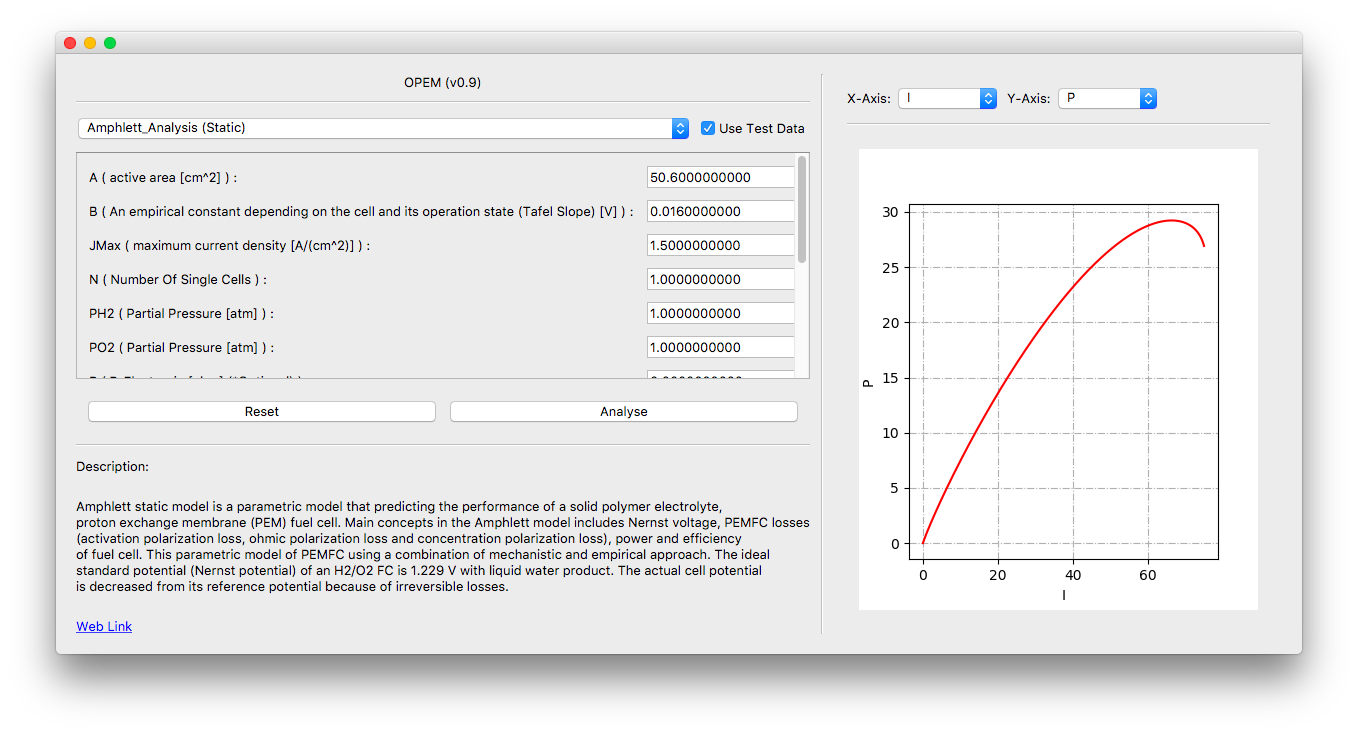 OPEM (v0.9)
Amphlett_Analysis (Static)
Use Test Data
A ( active area [cm^2] ) :
50.6000000000
B ( An empirical constant depending on the cell and its operation state (Tafel Slope) [V] ) :
0.0160000000
JMax ( maximum current density [A/(cm^2)] ) :
1.5000000000
N ( Number Of Single Cells ) :
1.0000000000
PH2 ( Partial Pressure [atm] ) :
1.0000000000
PO2 ( Partial Pressure [atm] ) :
1.0000000000
Reset
Analyse
Description:
Amphlett static model is a parametric model that predicting the performance of a solid polymer electrolyte,
proton exchange membrane (PEM) fuel cell. Main concepts in the Amphlett model includes Nernst voltage, PEMFC losses
(activation polarization loss, ohmic polarization loss and concentration polarization loss), power and efficiency
of fuel cell. This parametric model of PEMFC using a combination of mechanistic and empirical approach. The ideal
standard potential (Nernst potential) of an H2/O2 FC is 1.229 V with liquid water product. The actual cell potential
is decreased from its reference potential because of irreversible losses.
Web Link
X-Axis: I Y-Axis: P
30
25
20
15
10
5
0
P
0 20 40 60
I